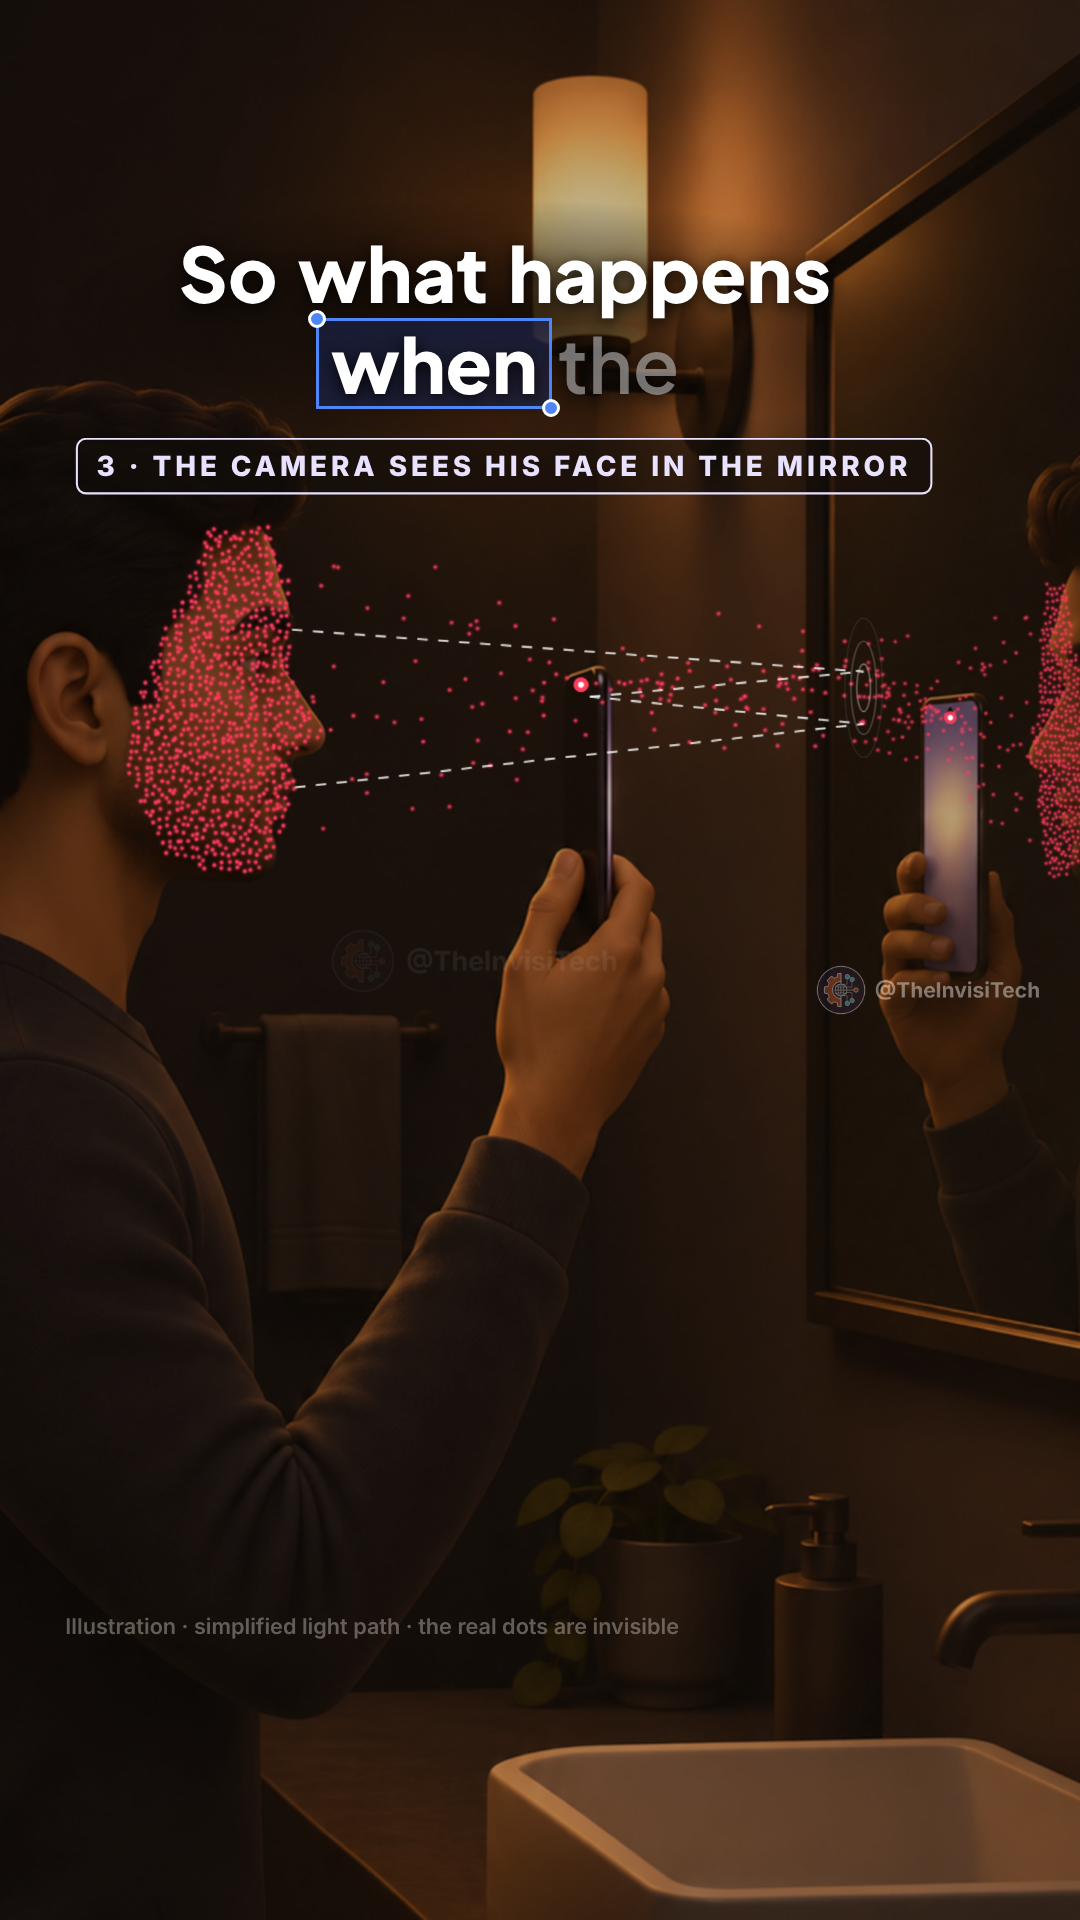 So what happens
when the
3 · THE CAMERA SEES HIS FACE IN THE MIRROR
@TheInvisiTech
@TheInvisiTech
Illustration · simplified light path · the real dots are invisible